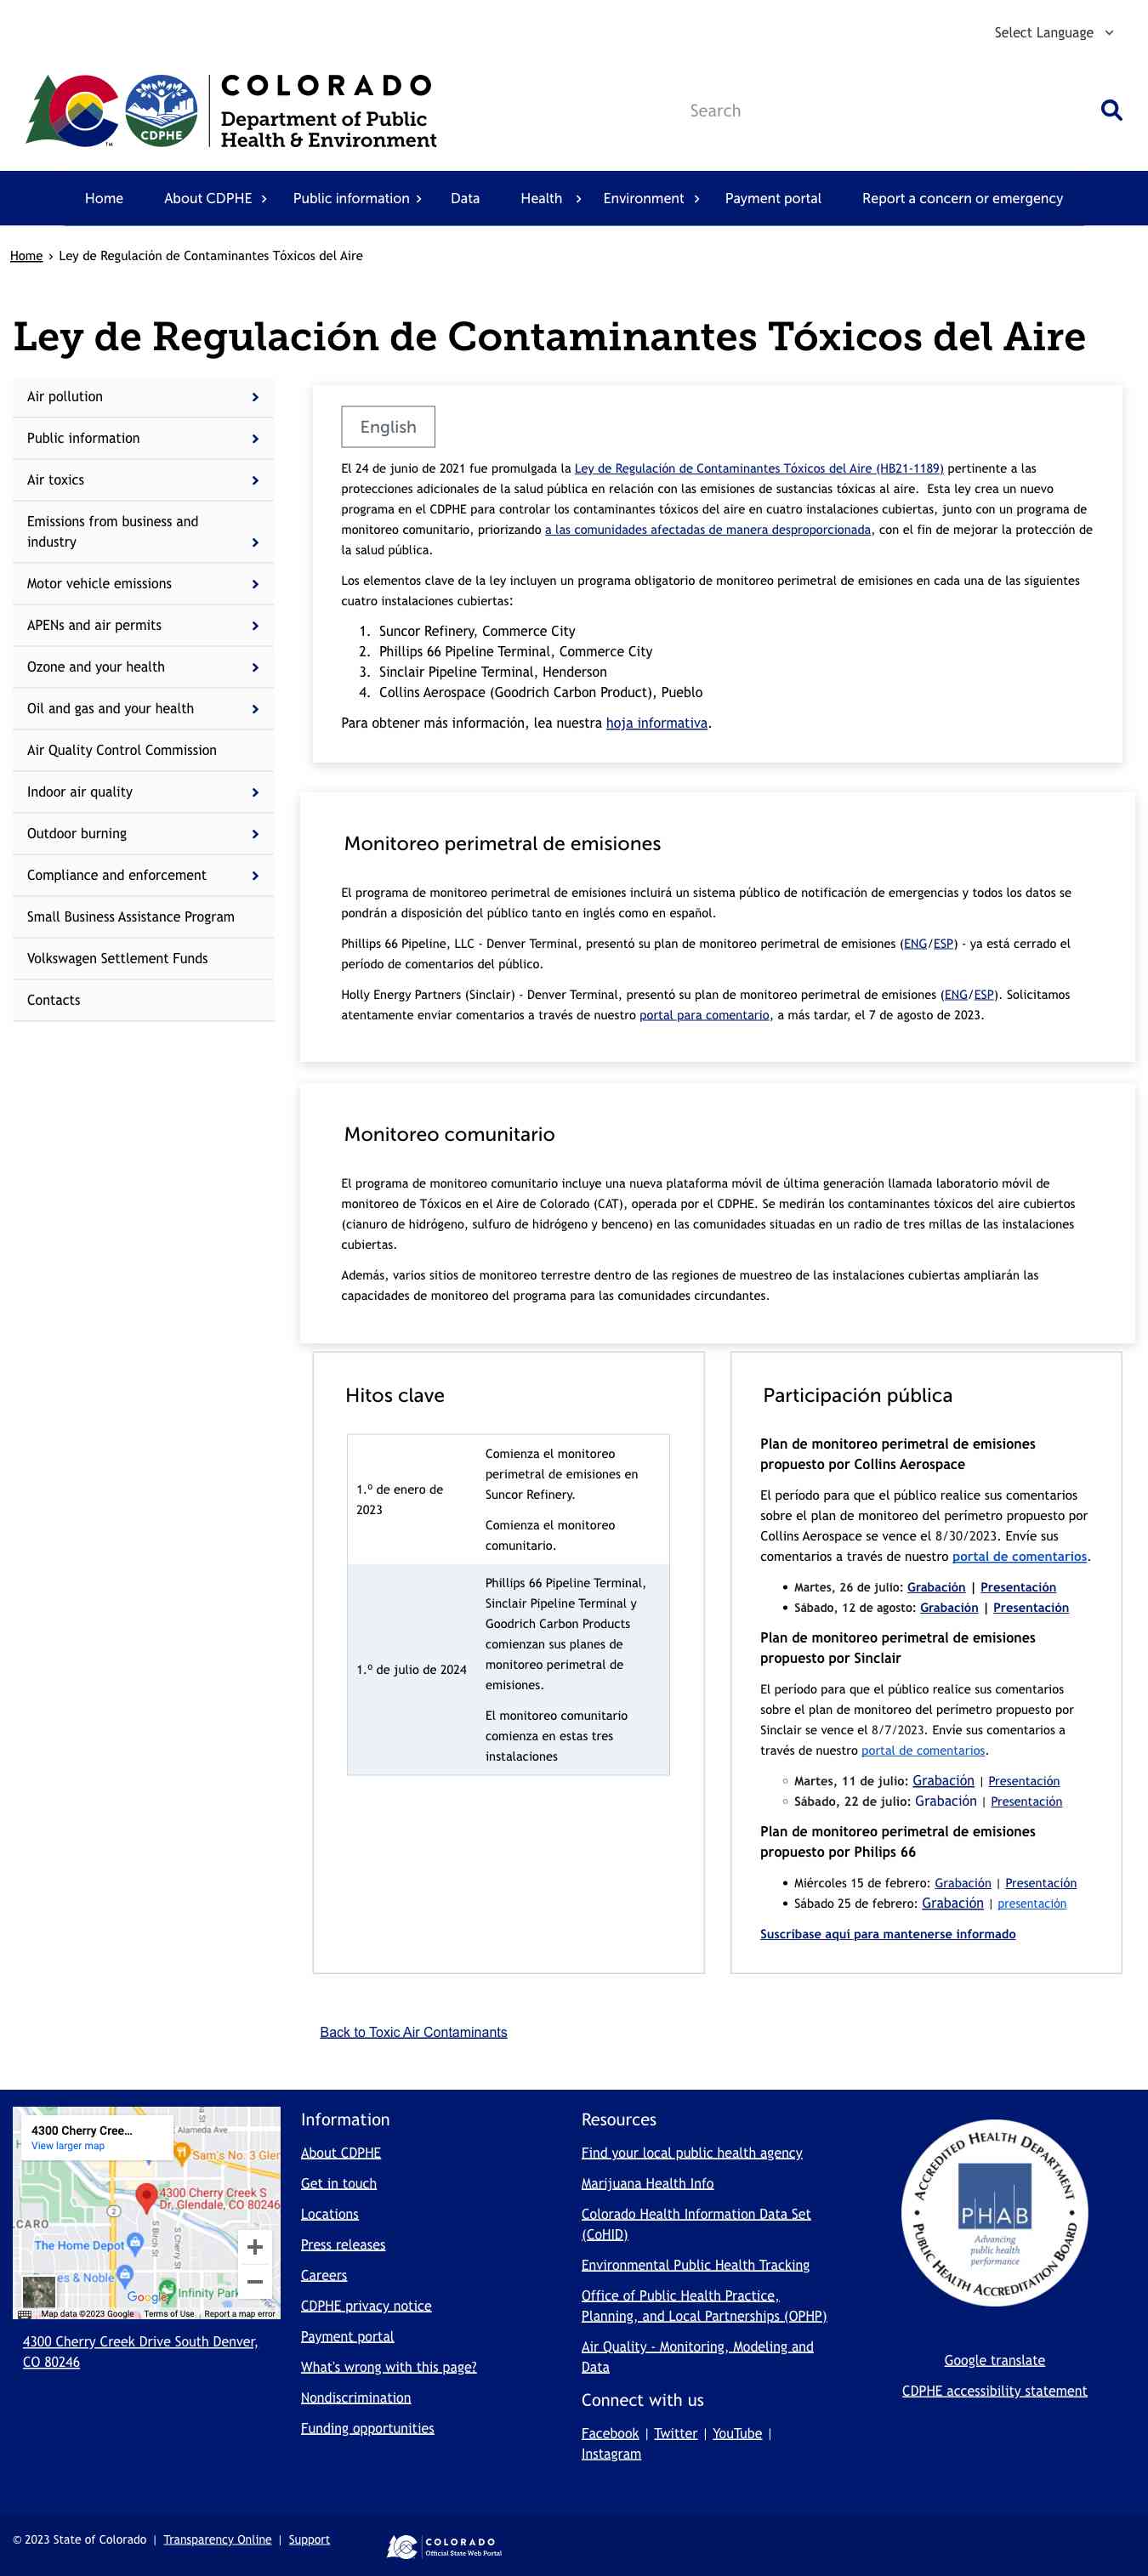 Select Language
COLORADO
Department of Public
Health & Environment
CDPHE
TM
Search
Home
About CDPHE
Public information
Data
Health
Environment
Payment portal
Report a concern or emergency
Home › Ley de Regulación de Contaminantes Tóxicos del Aire
Ley de Regulación de Contaminantes Tóxicos del Aire
Air pollution
Public information
Air toxics
Emissions from business and
industry
Motor vehicle emissions
APENs and air permits
Ozone and your health
Oil and gas and your health
Air Quality Control Commission
Indoor air quality
Outdoor burning
Compliance and enforcement
Small Business Assistance Program
Volkswagen Settlement Funds
Contacts
English
El 24 de junio de 2021 fue promulgada la Ley de Regulación de Contaminantes Tóxicos del Aire (HB21-1189) pertinente a las
protecciones adicionales de la salud pública en relación con las emisiones de sustancias tóxicas al aire. Esta ley crea un nuevo
programa en el CDPHE para controlar los contaminantes tóxicos del aire en cuatro instalaciones cubiertas, junto con un programa de
monitoreo comunitario, priorizando a las comunidades afectadas de manera desproporcionada, con el fin de mejorar la protección de
la salud pública.
Los elementos clave de la ley incluyen un programa obligatorio de monitoreo perimetral de emisiones en cada una de las siguientes
cuatro instalaciones cubiertas:
1. Suncor Refinery, Commerce City
2. Phillips 66 Pipeline Terminal, Commerce City
3. Sinclair Pipeline Terminal, Henderson
4. Collins Aerospace (Goodrich Carbon Product), Pueblo
Para obtener más información, lea nuestra hoja informativa.
Monitoreo perimetral de emisiones
El programa de monitoreo perimetral de emisiones incluirá un sistema público de notificación de emergencias y todos los datos se
pondrán a disposición del público tanto en inglés como en español.
Phillips 66 Pipeline, LLC - Denver Terminal, presentó su plan de monitoreo perimetral de emisiones (ENG/ESP) - ya está cerrado el
período de comentarios del público.
Holly Energy Partners (Sinclair) - Denver Terminal, presentó su plan de monitoreo perimetral de emisiones (ENG/ESP). Solicitamos
atentamente enviar comentarios a través de nuestro portal para comentario, a más tardar, el 7 de agosto de 2023.
Monitoreo comunitario
El programa de monitoreo comunitario incluye una nueva plataforma móvil de última generación llamada laboratorio móvil de
monitoreo de Tóxicos en el Aire de Colorado (CAT), operada por el CDPHE. Se medirán los contaminantes tóxicos del aire cubiertos
(cianuro de hidrógeno, sulfuro de hidrógeno y benceno) en las comunidades situadas en un radio de tres millas de las instalaciones
cubiertas.
Además, varios sitios de monitoreo terrestre dentro de las regiones de muestreo de las instalaciones cubiertas ampliarán las
capacidades de monitoreo del programa para las comunidades circundantes.
Hitos clave
1.º de enero de
2023
Comienza el monitoreo
perimetral de emisiones en
Suncor Refinery.
Comienza el monitoreo
comunitario.
1.º de julio de 2024
Phillips 66 Pipeline Terminal,
Sinclair Pipeline Terminal y
Goodrich Carbon Products
comienzan sus planes de
monitoreo perimetral de
emisiones.
El monitoreo comunitario
comienza en estas tres
instalaciones
Participación pública
Plan de monitoreo perimetral de emisiones
propuesto por Collins Aerospace
El período para que el público realice sus comentarios
sobre el plan de monitoreo del perímetro propuesto por
Collins Aerospace se vence el 8/30/2023. Envíe sus
comentarios a través de nuestro portal de comentarios.
• Martes, 26 de julio: Grabación | Presentación
• Sábado, 12 de agosto: Grabación | Presentación
Plan de monitoreo perimetral de emisiones
propuesto por Sinclair
El período para que el público realice sus comentarios
sobre el plan de monitoreo del perímetro propuesto por
Sinclair se vence el 8/7/2023. Envíe sus comentarios a
través de nuestro portal de comentarios.
○ Martes, 11 de julio: Grabación | Presentación
○ Sábado, 22 de julio: Grabación | Presentación
Plan de monitoreo perimetral de emisiones
propuesto por Philips 66
• Miércoles 15 de febrero: Grabación | Presentación
• Sábado 25 de febrero: Grabación | presentación
Suscríbase aquí para mantenerse informado
Back to Toxic Air Contaminants
4300 Cherry Cree...
View larger map
Alameda Ave
Sam's No. 3 Glen
4300 Cherry Creek S
Dr, Glendale, CO 80246
2
LCARO
The Home Depot
S Birch St
S Cherry St
es & Noble
Infinity Park
Google
Map data ©2023 Google Terms of Use Report a map error
4300 Cherry Creek Drive South Denver,
CO 80246
Information
About CDPHE
Get in touch
Locations
Press releases
Careers
CDPHE privacy notice
Payment portal
What's wrong with this page?
Nondiscrimination
Funding opportunities
Resources
Find your local public health agency
Marijuana Health Info
Colorado Health Information Data Set
(CoHID)
Environmental Public Health Tracking
Office of Public Health Practice,
Planning, and Local Partnerships (OPHP)
Air Quality - Monitoring, Modeling and
Data
Connect with us
Facebook | Twitter | YouTube |
Instagram
ACCREDITED HEALTH DEPARTMENT
PHAB
Advancing
public health
performance
PUBLIC HEALTH ACCREDITATION BOARD
Google translate
CDPHE accessibility statement
© 2023 State of Colorado | Transparency Online | Support
COLORADO
Official State Web Portal